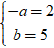 -a = 2
b = 5